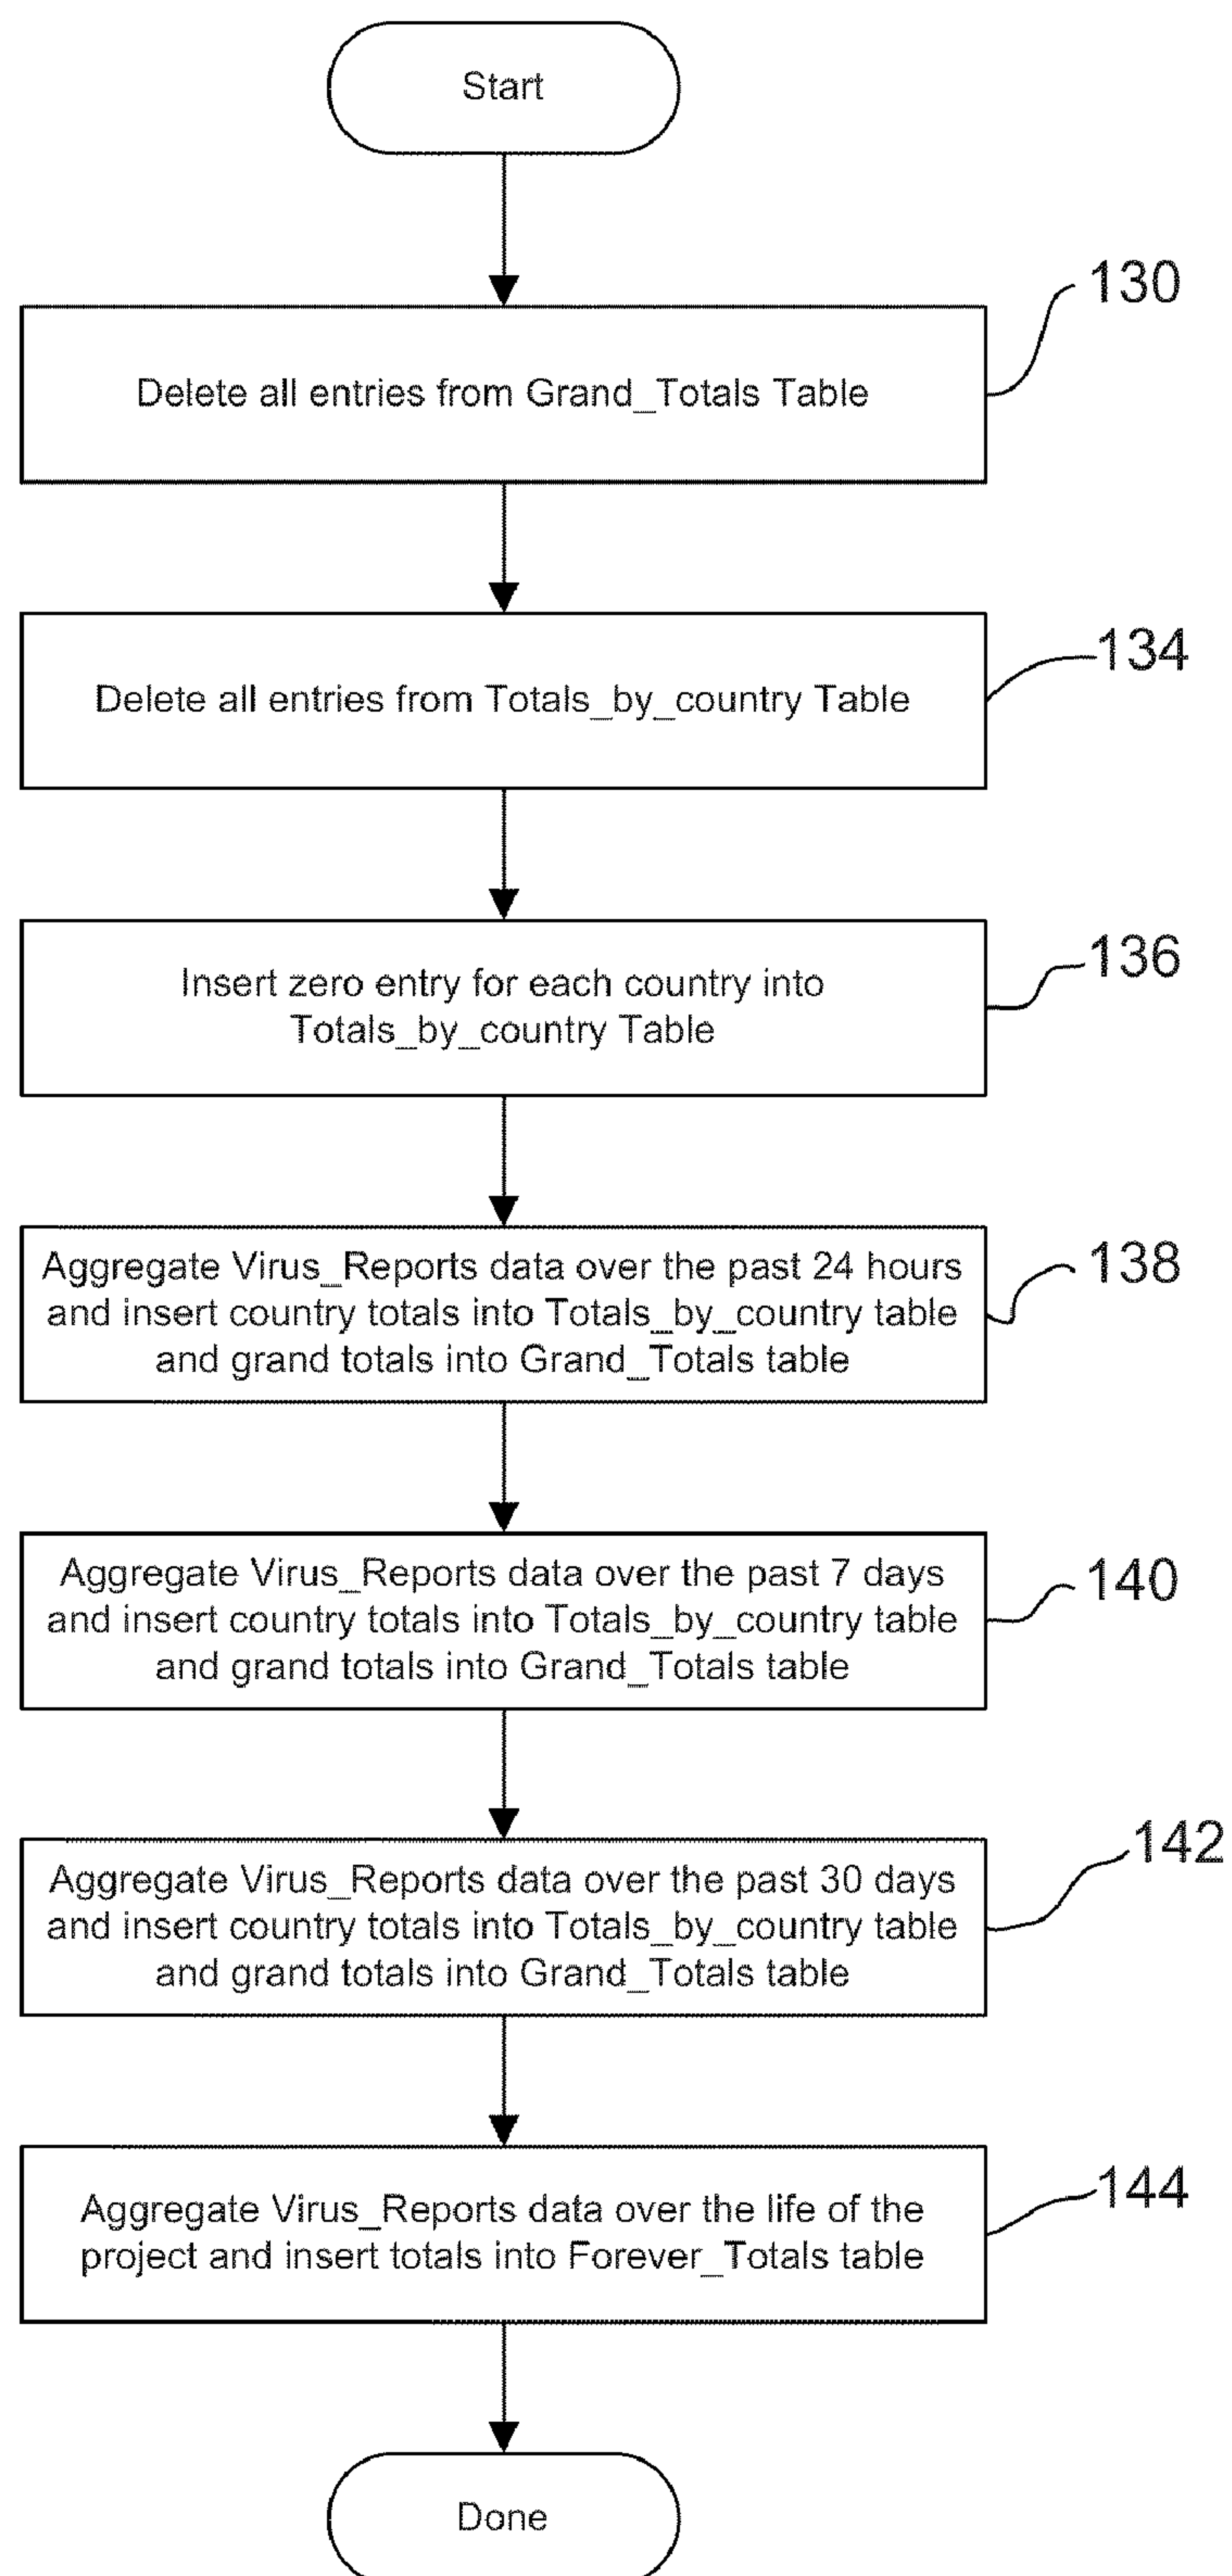 Start
130
Delete all entries from Grand_Totals Table
134
Delete all entries from Totals_by_country Table
136
Insert zero entry for each country into
Totals_by_country Table
138
Aggregate Virus_Reports data over the past 24 hours
and insert country totals into Totals_by_country table
and grand totals into Grand_Totals table
140
Aggregate Virus_Reports data over the past 7 days
and insert country totals into Totals_by_country table
and grand totals into Grand_Totals table
142
Aggregate Virus_Reports data over the past 30 days
and insert country totals into Totals_by_country table
and grand totals into Grand_Totals table
144
Aggregate Virus_Reports data over the life of the
project and insert totals into Forever_Totals table
Done